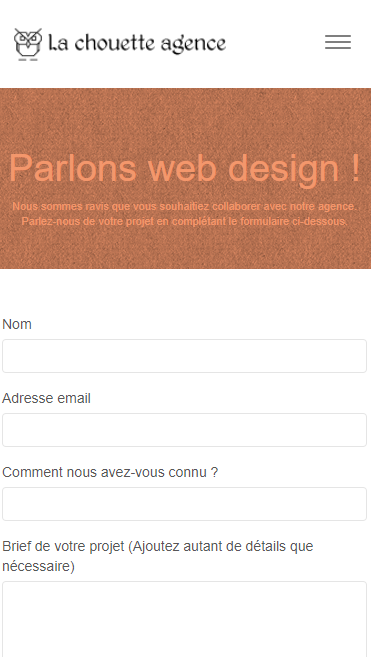 La chouette agence
Parlons web design !
Nous sommes ravis que vous souhaitiez collaborer avec notre agence.
Parlez-nous de votre projet en complétant le formulaire ci-dessous.
Nom
Adresse email
Comment nous avez-vous connu ?
Brief de votre projet (Ajoutez autant de détails que
nécessaire)